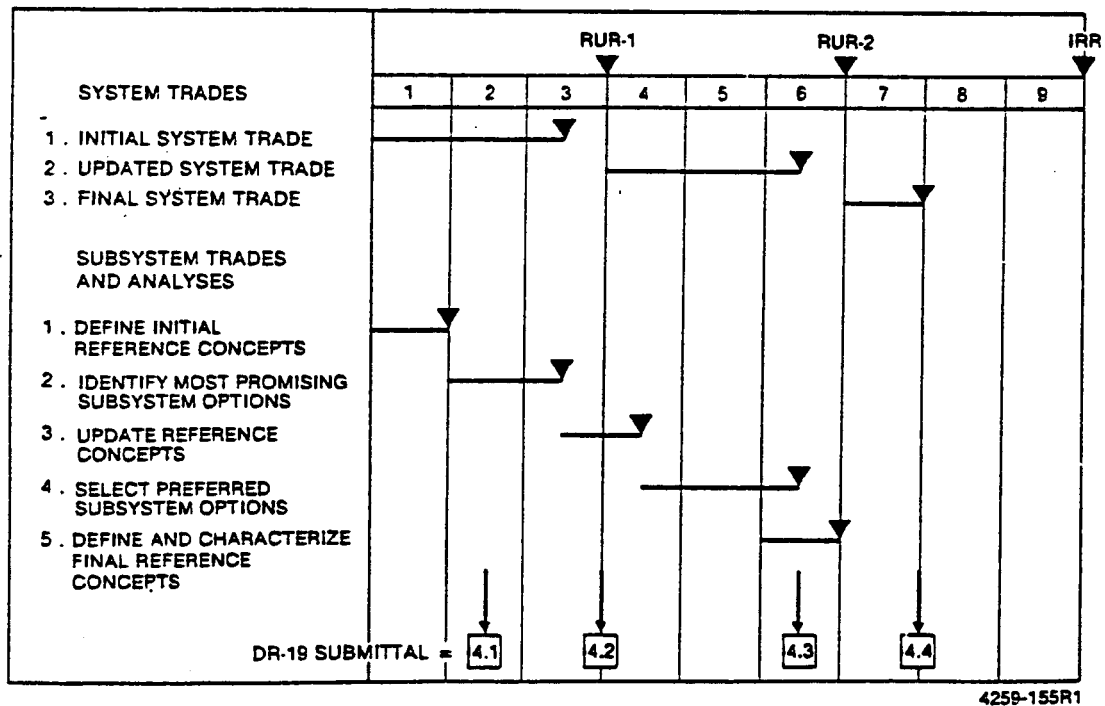 RUR-1 RUR-2 IRR
SYSTEM TRADES 1 2 3 4 5 6 7 8 9
1. INITIAL SYSTEM TRADE
2. UPDATED SYSTEM TRADE
3. FINAL SYSTEM TRADE
SUBSYSTEM TRADES
AND ANALYSES
1. DEFINE INITIAL
REFERENCE CONCEPTS
2. IDENTIFY MOST PROMISING
SUBSYSTEM OPTIONS
3. UPDATE REFERENCE
CONCEPTS
4. SELECT PREFERRED
SUBSYSTEM OPTIONS
5. DEFINE AND CHARACTERIZE
FINAL REFERENCE
CONCEPTS
DR-19 SUBMITTAL = 4.1 4.2 4.3 4.4
4259-155R1